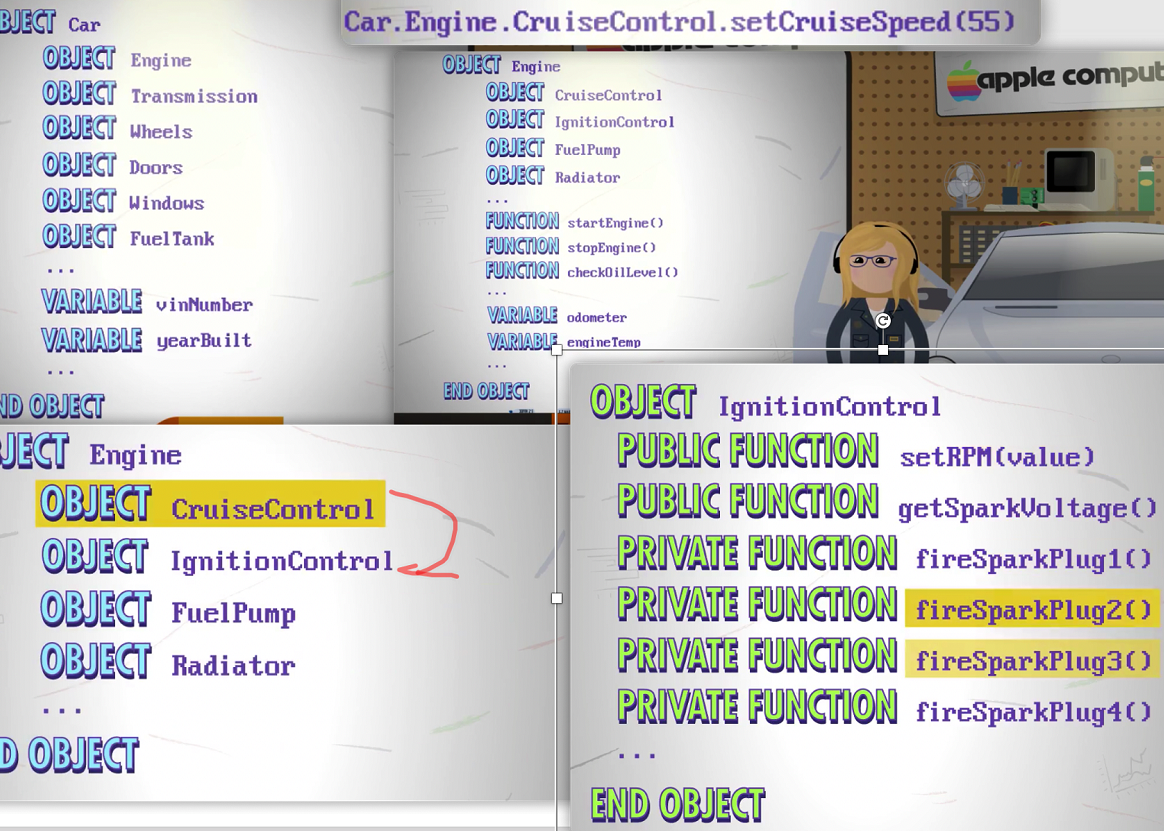 Car.Engine.CruiseControl.setCruiseSpeed(55)
BJECT Car
OBJECT Engine
OBJECT Transmission
OBJECT Wheels
OBJECT Doors
OBJECT Windows
OBJECT FuelTank
...
VARIABLE vinNumber
VARIABLE yearBuilt
...
ND OBJECT
OBJECT Engine
OBJECT CruiseControl
OBJECT IgnitionControl
OBJECT FuelPump
OBJECT Radiator
...
FUNCTION startEngine()
FUNCTION stopEngine()
FUNCTION checkOilLevel()
...
VARIABLE odometer
VARIABLE engineTemp
...
END OBJECT
apple comput
JECT Engine
OBJECT CruiseControl
OBJECT IgnitionControl
OBJECT FuelPump
OBJECT Radiator
...
D OBJECT
OBJECT IgnitionControl
PUBLIC FUNCTION setRPM(value)
PUBLIC FUNCTION getSparkVoltage()
PRIVATE FUNCTION fireSparkPlug1()
PRIVATE FUNCTION fireSparkPlug2()
PRIVATE FUNCTION fireSparkPlug3()
PRIVATE FUNCTION fireSparkPlug4()
...
END OBJECT